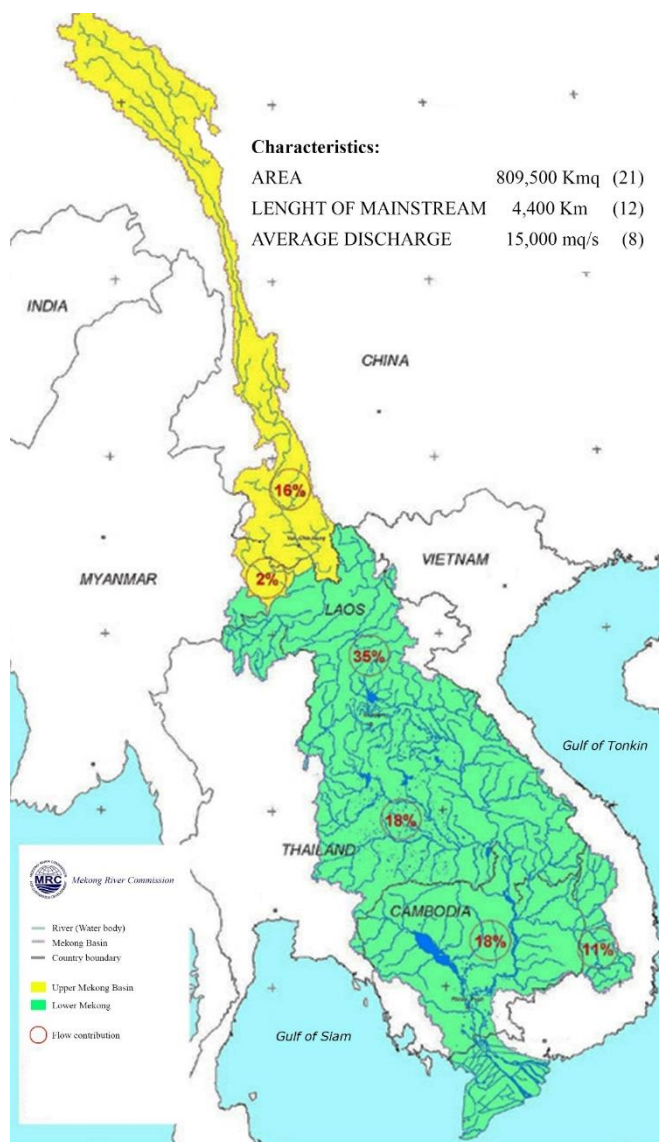 Characteristics:
AREA 809,500 Kmq (21)
LENGHT OF MAINSTREAM 4,400 Km (12)
AVERAGE DISCHARGE 15,000 mq/s (8)
INDIA
CHINA
16%
MYANMAR
2%
VIETNAM
LAOS
35%
Gulf of Tonkin
18%
THAILAND
CAMBODIA
18%
11%
Gulf of Siam
MRC
Mekong River Commission
River (Water body)
Mekong Basin
Country boundary
Upper Mekong Basin
Lower Mekong
Flow contribution